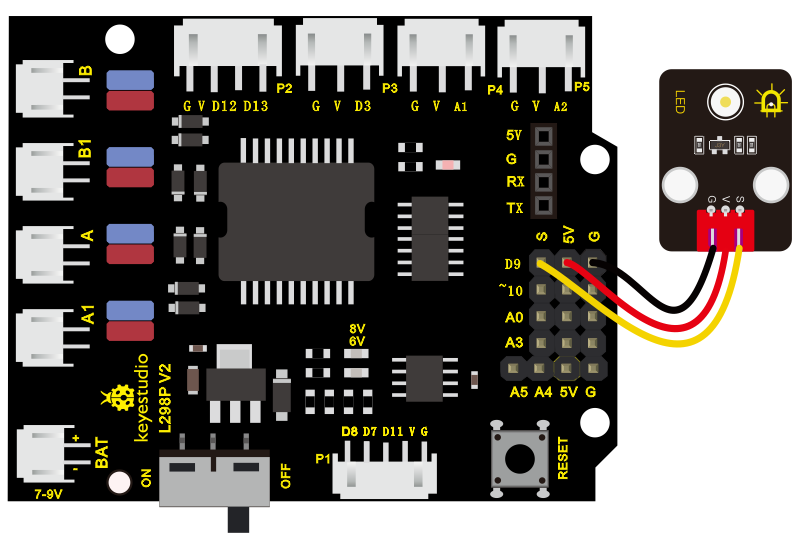 P2 P3 P4 P5
G V D12 D13
G V D3
G V A1
G V A2
B
B1
A
A1
5V
G
RX
TX
S 5V G
D9
~10
A0
A3
A5 A4 5V G
8V
6V
keyestudio
L298P V2
BAT
+
-
7-9V
ON
OFF
P1
D8 D7 D11 V G
RESET
LED
G V S